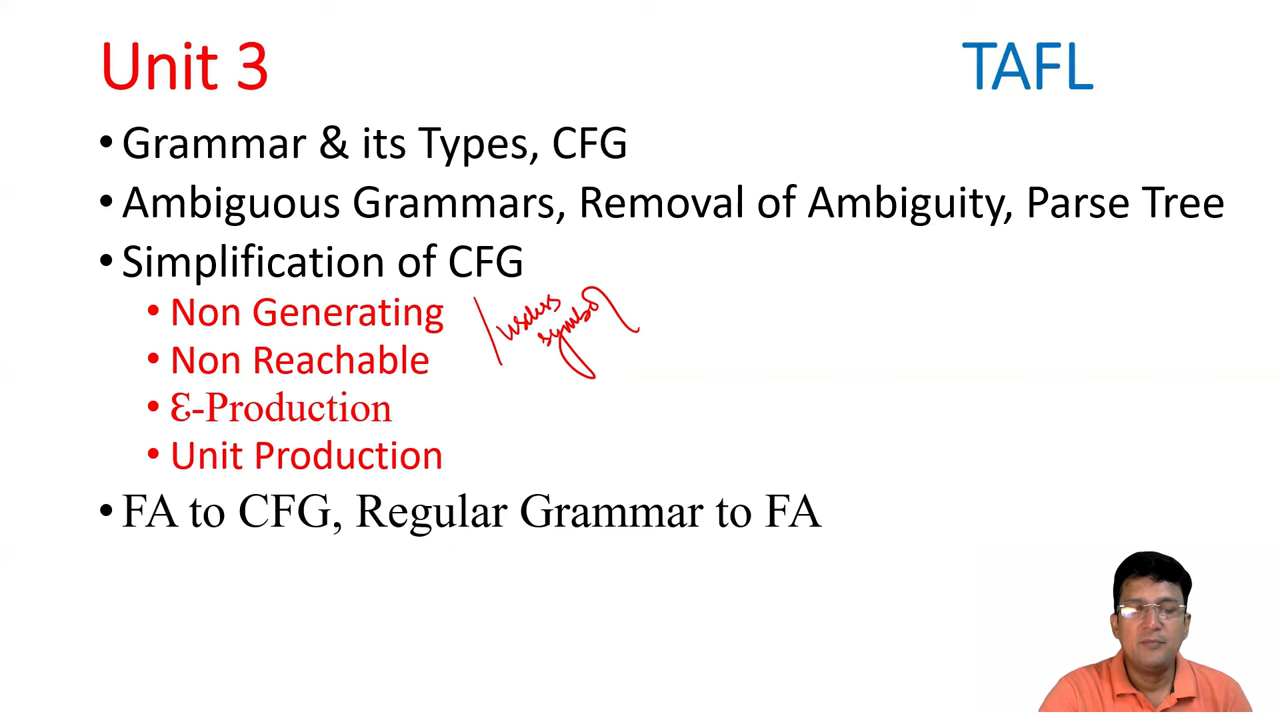 Unit 3
TAFL
• Grammar & its Types, CFG
• Ambiguous Grammars, Removal of Ambiguity, Parse Tree
• Simplification of CFG
• Non Generating
useless
symbol
• Non Reachable
• Ɛ-Production
• Unit Production
• FA to CFG, Regular Grammar to FA